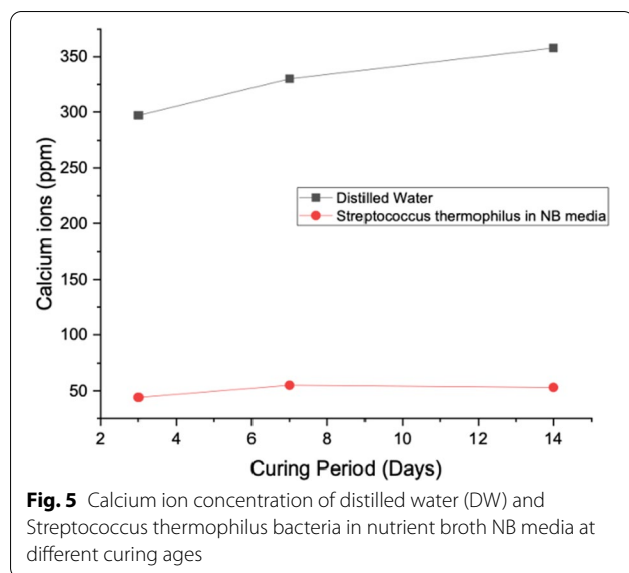 350
300
250
200
150
100
50
Calcium ions (ppm)
Distilled Water
Streptococcus thermophilus in NB media
2 4 6 8 10 12 14
Curing Period (Days)
Fig. 5 Calcium ion concentration of distilled water (DW) and
Streptococcus thermophilus bacteria in nutrient broth NB media at
different curing ages